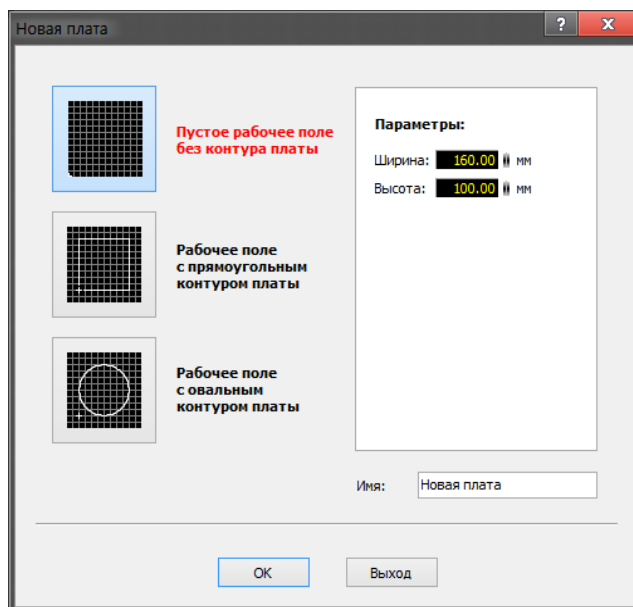 Новая плата
?
x
Пустое рабочее поле
без контура платы
Рабочее поле
с прямоугольным
контуром платы
Рабочее поле
с овальным
контуром платы
Параметры:
Ширина: 160.00 мм
Высота: 100.00 мм
Имя: Новая плата
OK Выход